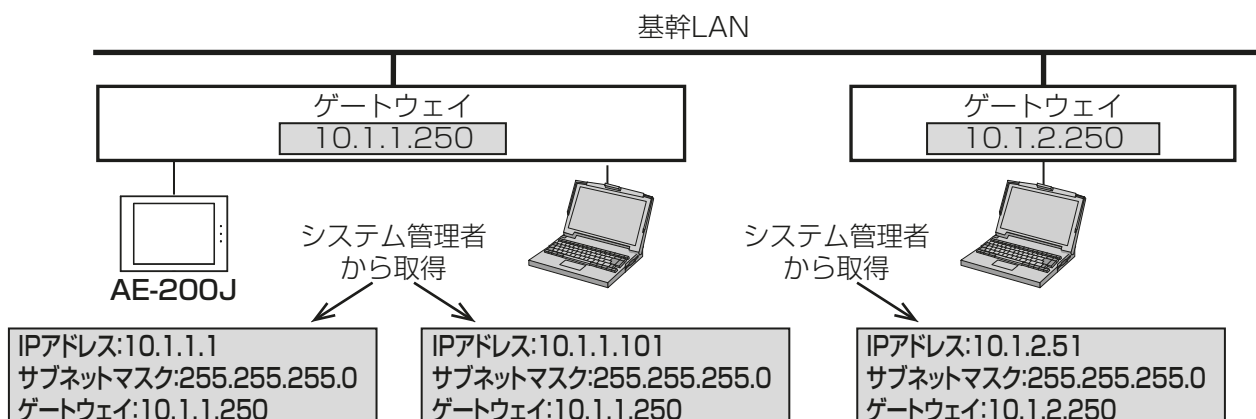 基幹LAN
ゲートウェイ
10.1.1.250
ゲートウェイ
10.1.2.250
AE-200J
システム管理者
から取得
システム管理者
から取得
IPアドレス:10.1.1.1
サブネットマスク:255.255.255.0
ゲートウェイ:10.1.1.250
IPアドレス:10.1.1.101
サブネットマスク:255.255.255.0
ゲートウェイ:10.1.1.250
IPアドレス:10.1.2.51
サブネットマスク:255.255.255.0
ゲートウェイ:10.1.2.250